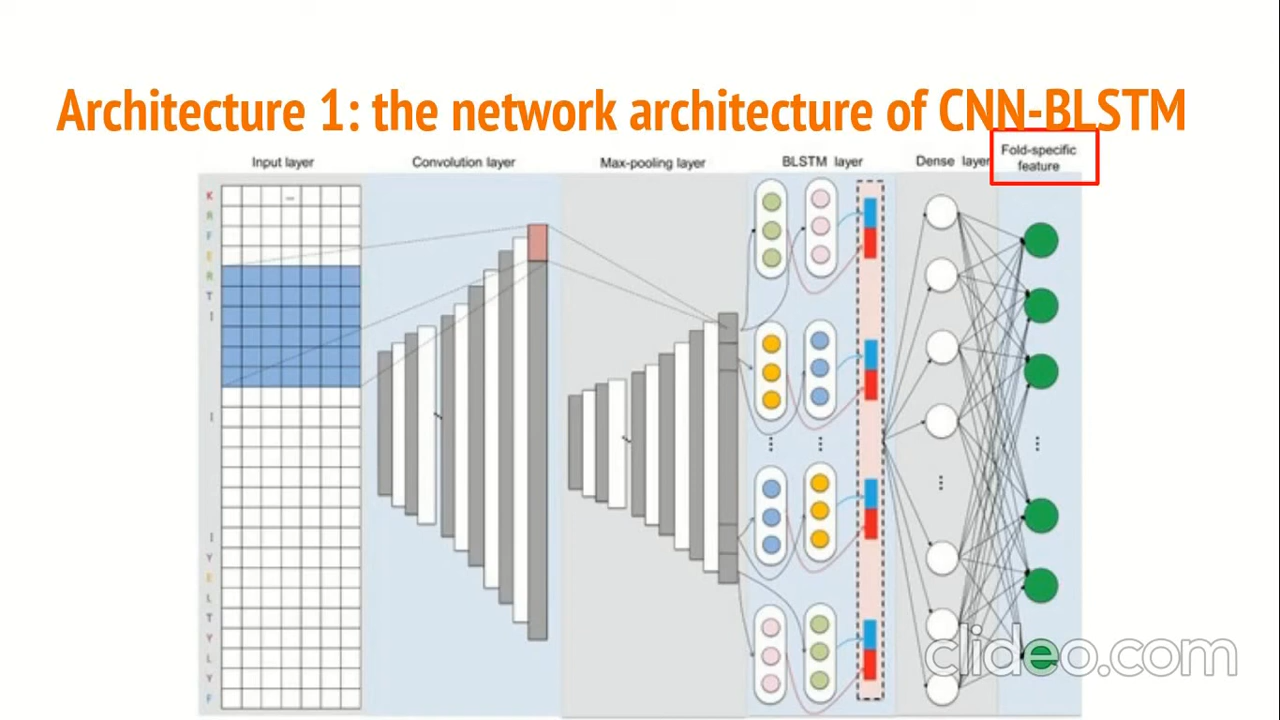 Architecture 1: the network architecture of CNN-BLSTM
Input layer
Convolution layer
Max-pooling layer
BLSTM layer
Dense layer
Fold-specific
feature
K
A
F
E
R
T
I
I
I
Y
E
L
T
Y
L
Y
F
clideo.com